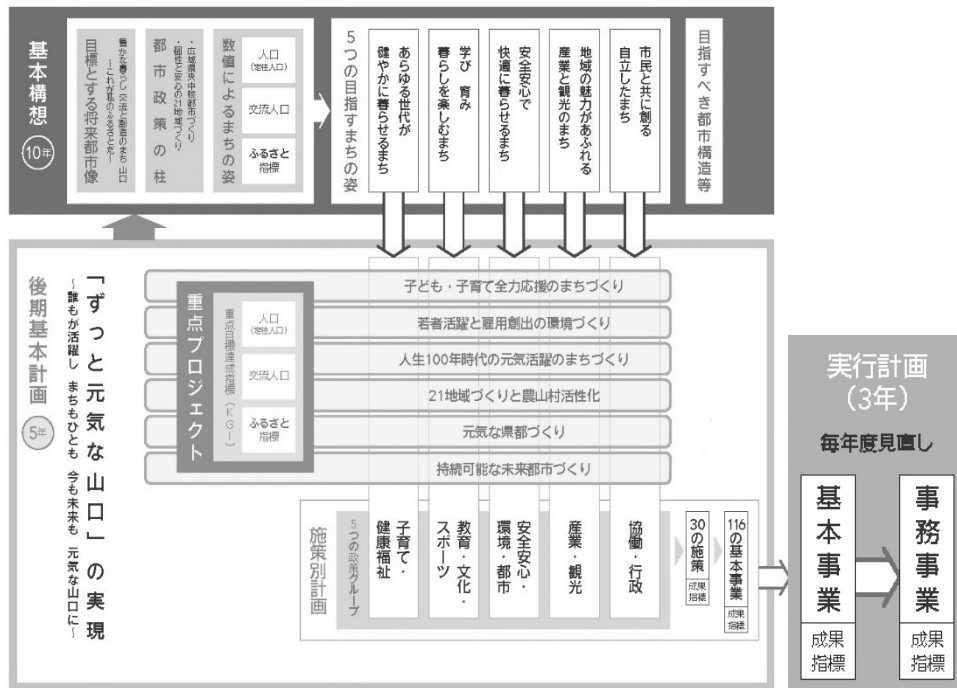 基本構想
10年
目標とする将来都市像
豊かな暮らし 交流と創造のまち 山口
～これが私のふるさとだ～
都市政策の柱
・広域県央中核都市づくり
・個性と安心の21地域づくり
数値によるまちの姿
人口
(定住人口)
交流人口
ふるさと
指標
5つの目指すまちの姿
あらゆる世代が
健やかに暮らせるまち
学び 育み
暮らしを楽しむまち
安全安心で
快適に暮らせるまち
地域の魅力があふれる
産業と観光のまち
市民と共に創る
自立したまち
目指すべき都市構造等
後期基本計画
5年
「ずっと元気な山口」の実現
～誰もが活躍し まちもひとも 今も未来も 元気な山口に～
重点プロジェクト
重点目標達成指標(KGI)
人口
(定住人口)
交流人口
ふるさと
指標
子ども・子育て全力応援のまちづくり
若者活躍と雇用創出の環境づくり
人生100年時代の元気活躍のまちづくり
21地域づくりと農山村活性化
元気な県都づくり
持続可能な未来都市づくり
施策別計画
5つの政策グループ
子育て・
健康福祉
教育・文化・
スポーツ
安全安心・
環境・都市
産業・観光
協働・行政
30の施策
成果
指標
116の基本事業
成果
指標
実行計画
(3年)
毎年度見直し
基本事業
成果
指標
事務事業
成果
指標